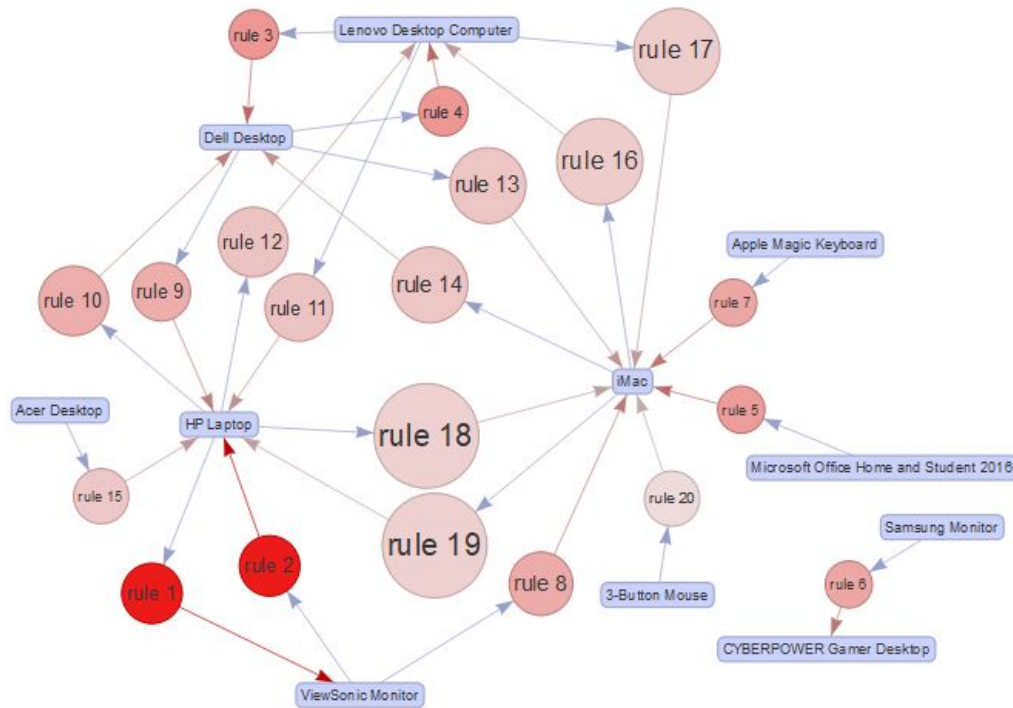 rule 3
Lenovo Desktop Computer
rule 17
rule 4
Dell Desktop
rule 16
rule 13
rule 12
Apple Magic Keyboard
rule 10
rule 9
rule 11
rule 14
rule 7
iMac
Acer Desktop
HP Laptop
rule 18
rule 5
Microsoft Office Home and Student 2016
rule 15
rule 20
Samsung Monitor
rule 19
rule 2
rule 1
rule 8
rule 6
3-Button Mouse
CYBERPOWER Gamer Desktop
ViewSonic Monitor